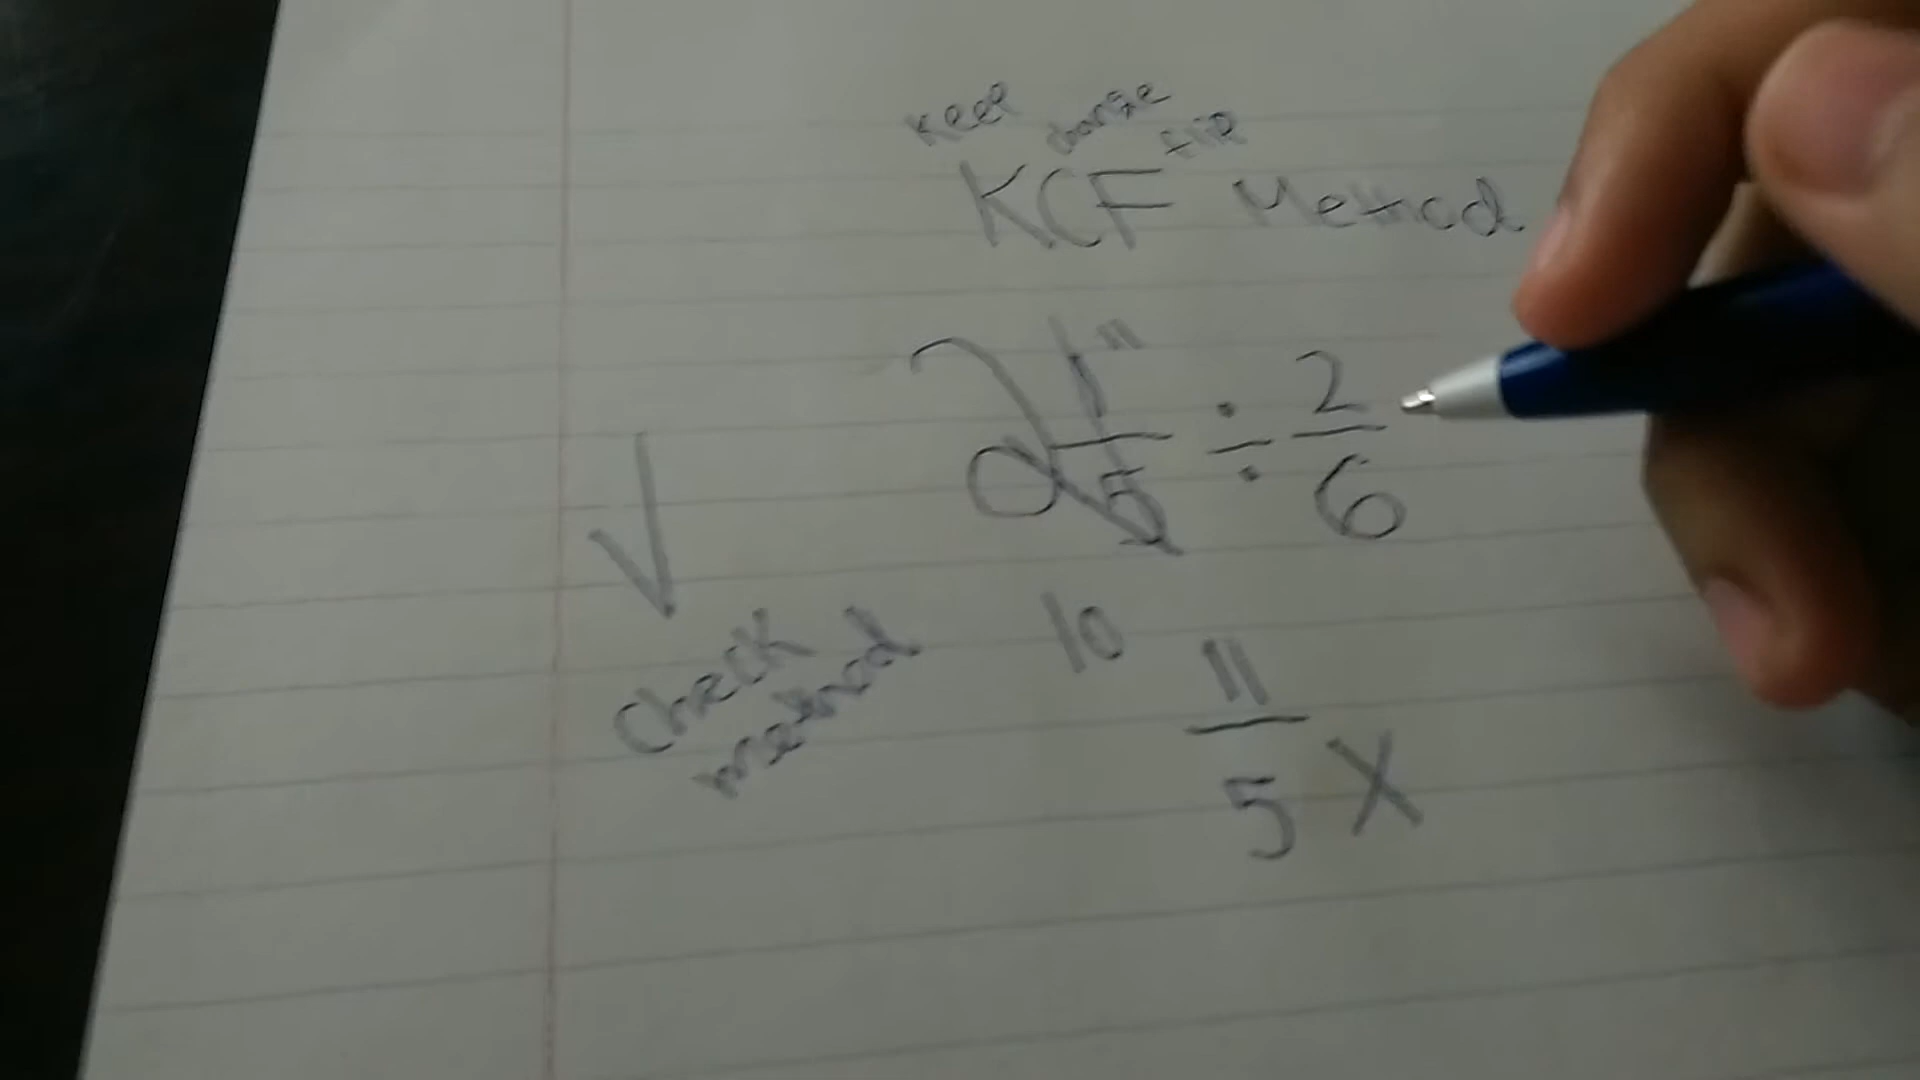 Keep change flip
KCF Method
2 1/5 11 ÷ 2/6
✓
check
method
10
11/5 X